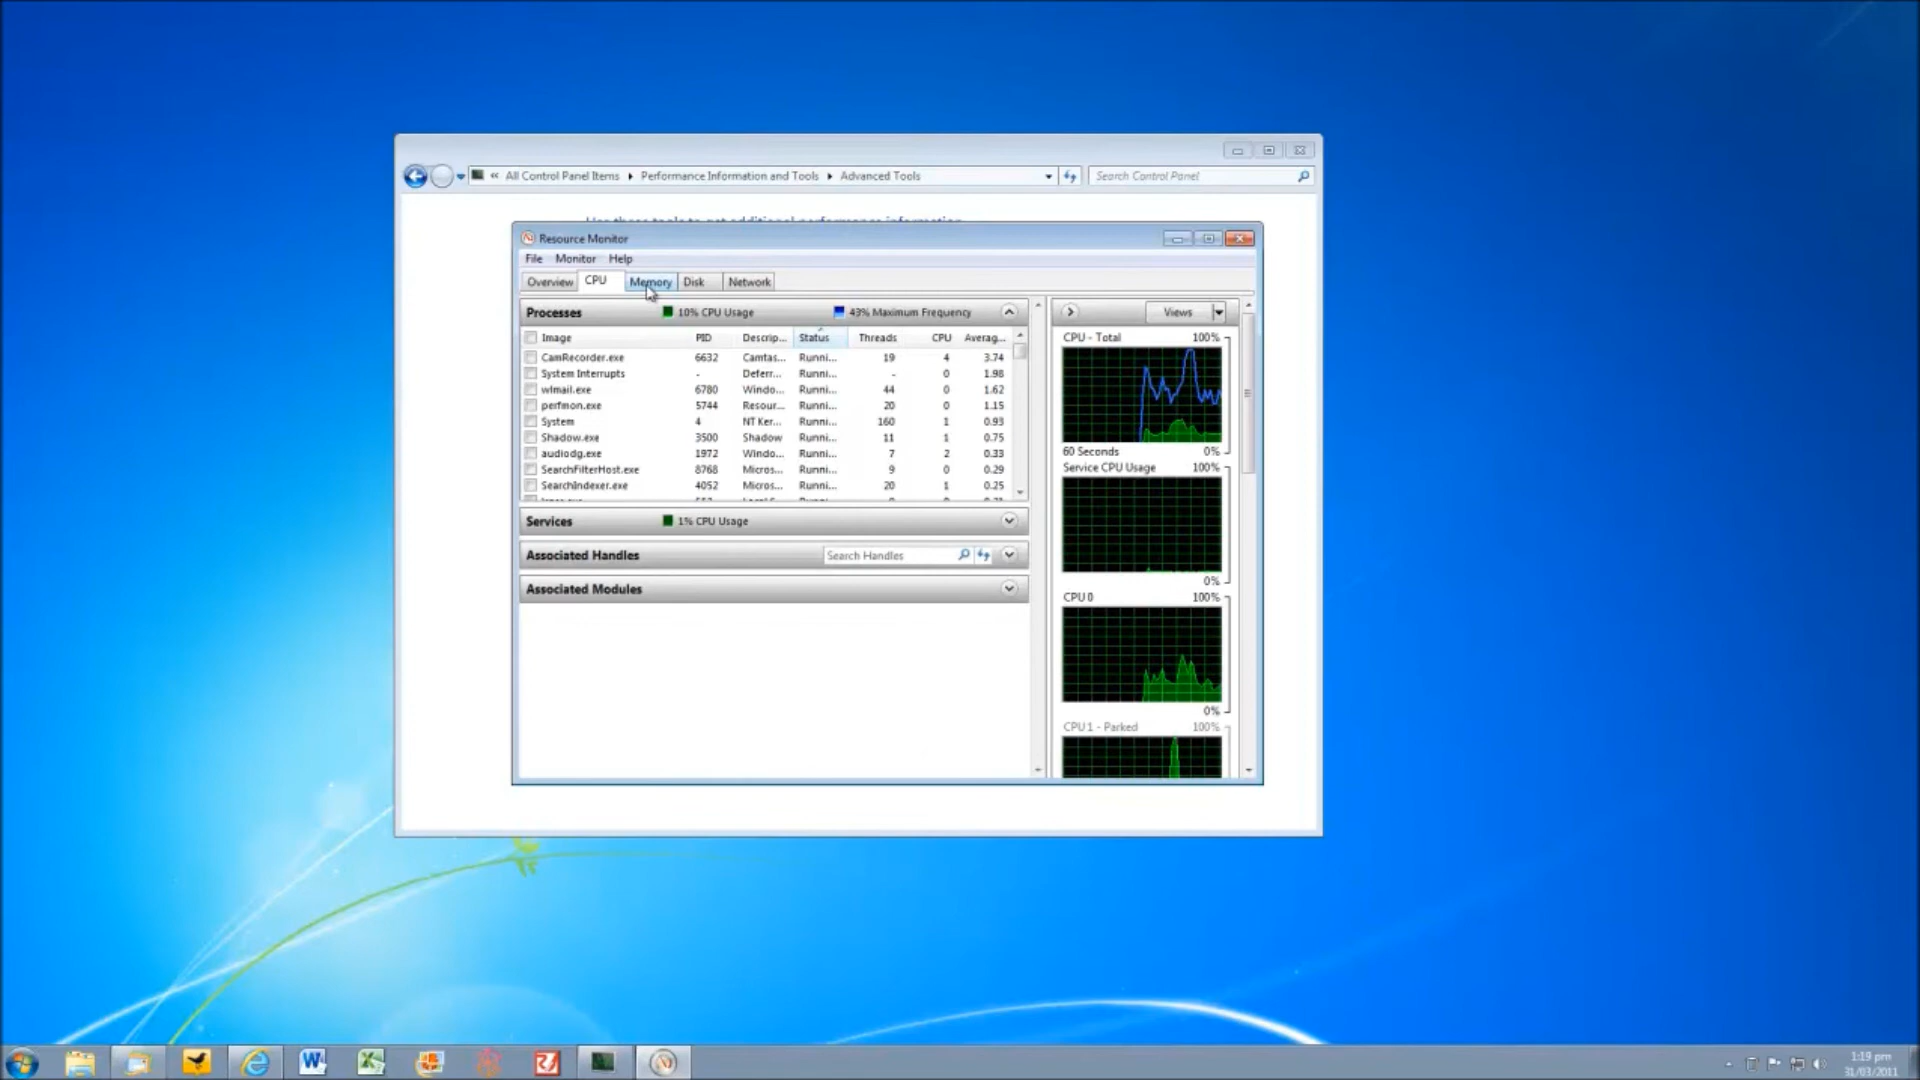 « All Control Panel Items ▸ Performance Information and Tools ▸ Advanced Tools
Search Control Panel
Use these tools to get additional performance information
Resource Monitor
File Monitor Help
Overview CPU Memory Disk Network
Processes 10% CPU Usage 43% Maximum Frequency
Image PID Descrip... Status Threads CPU Averag...
CamRecorder.exe 6632 Camtas... Runni... 19 4 3.74
System Interrupts - Deferr... Runni... - 0 1.98
wlmail.exe 6780 Windo... Runni... 44 0 1.62
perfmon.exe 5744 Resour... Runni... 20 0 1.15
System 4 NT Ker... Runni... 160 1 0.93
Shadow.exe 3500 Shadow Runni... 11 1 0.75
audiodg.exe 1972 Windo... Runni... 7 2 0.33
SearchFilterHost.exe 8768 Micros... Runni... 9 0 0.29
SearchIndexer.exe 4052 Micros... Runni... 20 1 0.25
Services 1% CPU Usage
Associated Handles Search Handles
Associated Modules
Views
CPU - Total 100%
60 Seconds 0%
Service CPU Usage 100%
0%
CPU 0 100%
0%
CPU 1 - Parked 100%
1:19 pm
31/03/2011